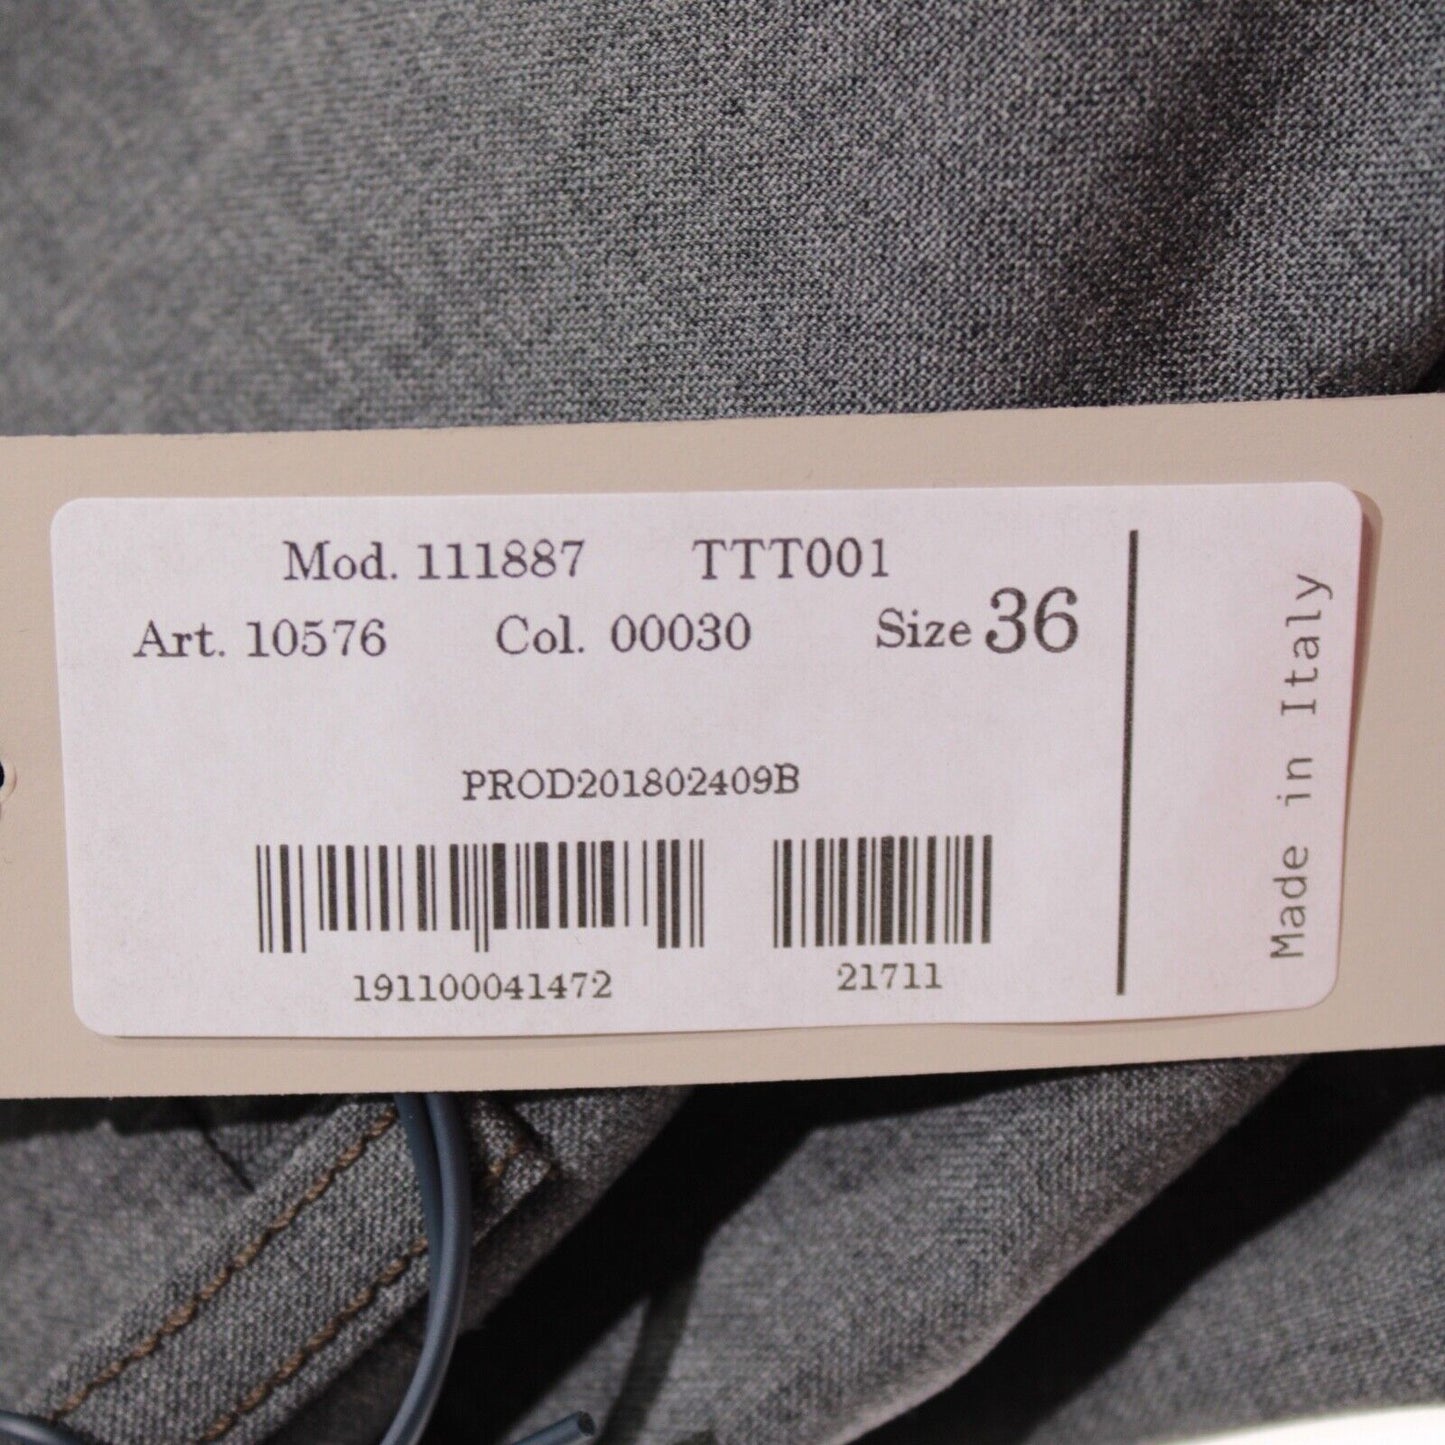 Mod. 111887 TTT001
Art. 10576 Col. 00030 Size 36
PROD201802409B
191100041472 21711
Made in Italy